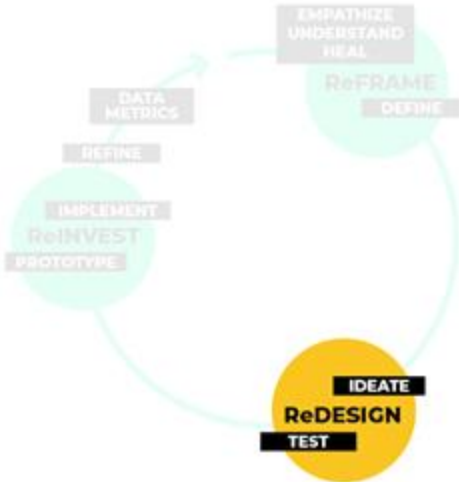 EMPATHIZE
UNDERSTAND
HEAL
ReFRAME
DEFINE
DATA
METRICS
REFINE
IMPLEMENT
ReINVEST
PROTOTYPE
IDEATE
ReDESIGN
TEST